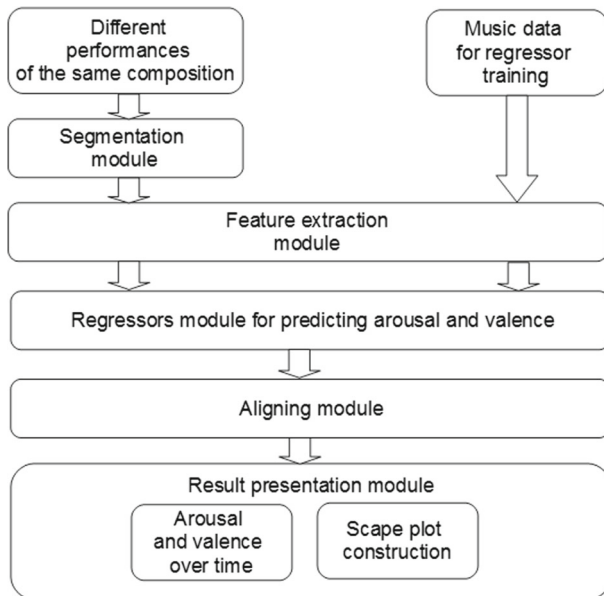 Different
performances
of the same composition
Music data
for regressor
training
Segmentation
module
Feature extraction
module
Regressors module for predicting arousal and valence
Aligning module
Result presentation module
Arousal
and valence
over time
Scape plot
construction